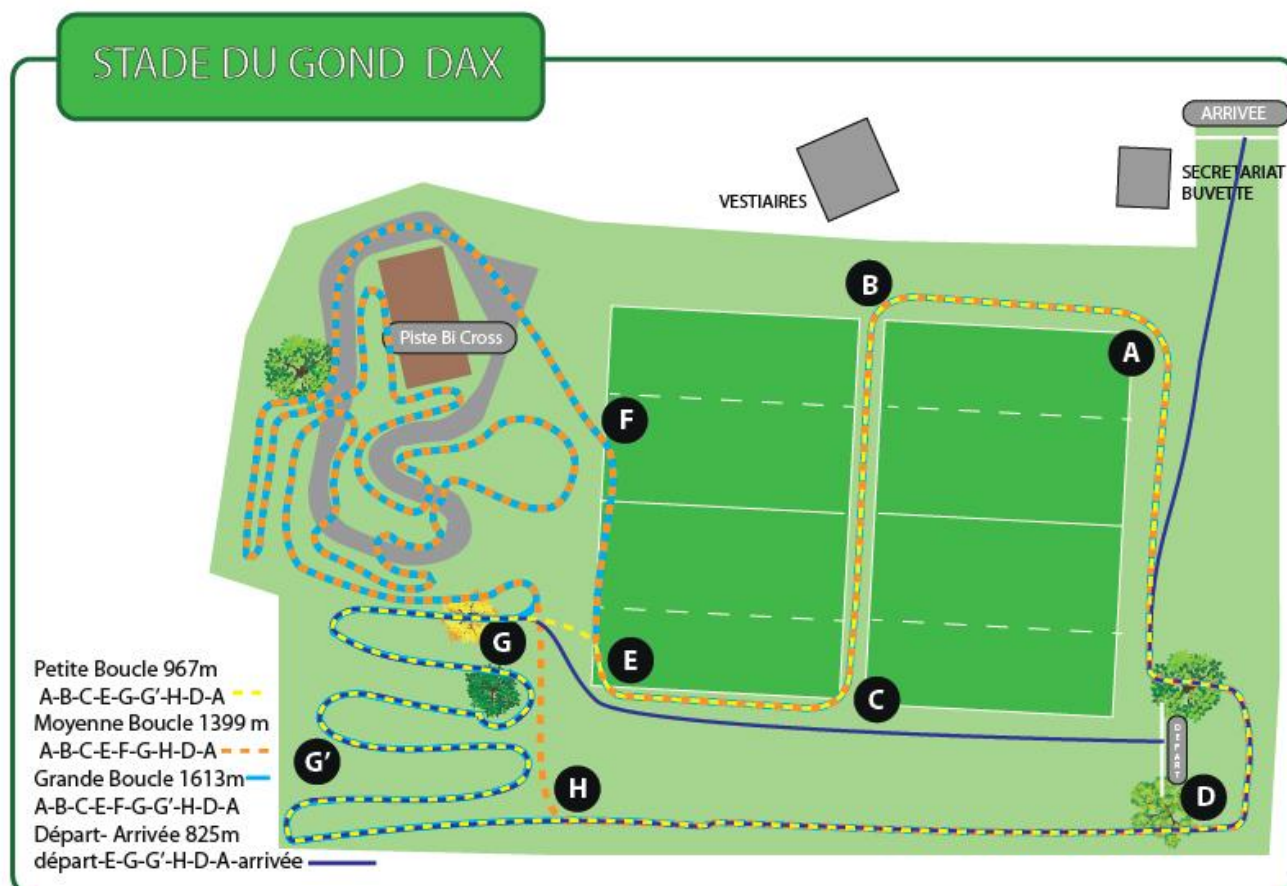 STADE DU GOND DAX
ARRIVEE
SECRETARIAT
BUVETTE
VESTIAIRES
B
A
Piste Bi Cross
F
G
E
C
G'
H
D
DEPART
Petite Boucle 967m
A-B-C-E-G-G'-H-D-A
Moyenne Boucle 1399 m
A-B-C-E-F-G-H-D-A
Grande Boucle 1613m
A-B-C-E-F-G-G'-H-D-A
Départ- Arrivée 825m
départ-E-G-G'-H-D-A-arrivée